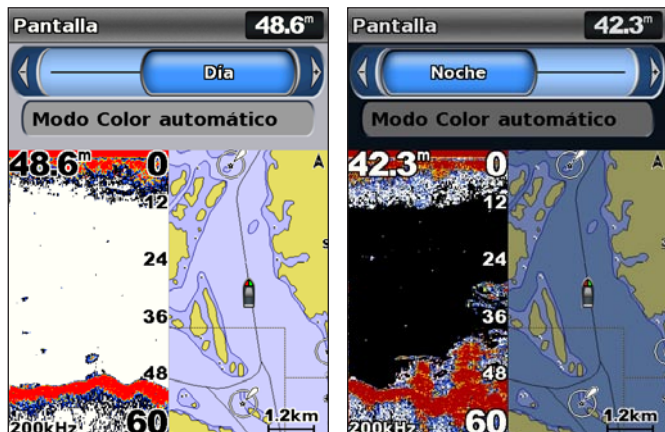 Pantalla 48.6m
Día
Modo Color automático
48.6m 0
12
24
36
48
200kHz 60 1.2km
Pantalla 42.3m
Noche
Modo Color automático
42.3m 0
12
24
36
48
200kHz 60 1.2km